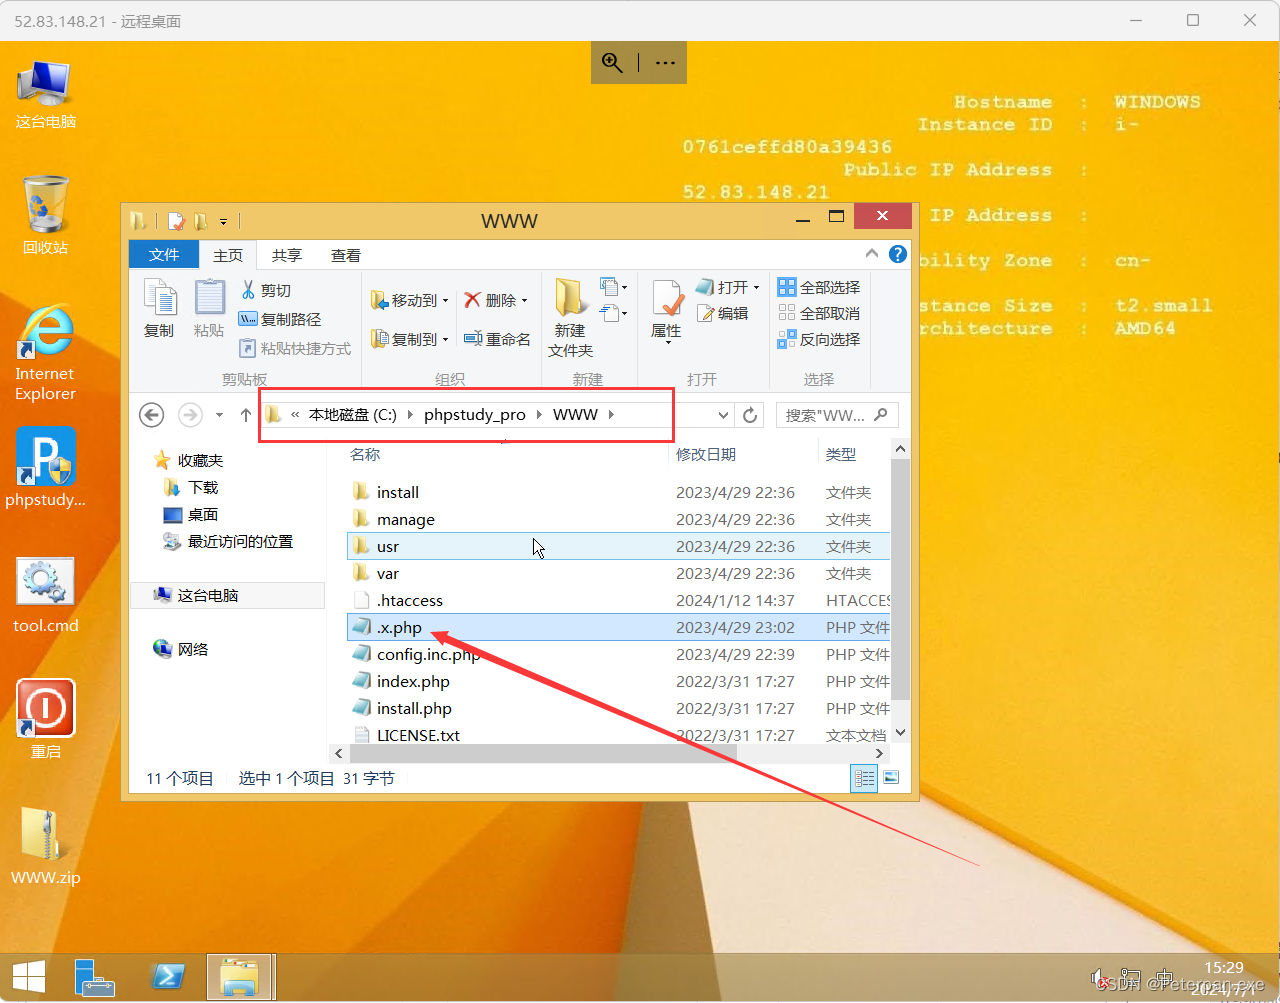 52.83.148.21 - 远程桌面
Hostname : WINDOWS
Instance ID : i-
0761ceffd80a39436
Public IP Address :
52.83.148.21
IP Address :
bility Zone : cn-
stance Size : t2.small
rchitecture : AMD64
这台电脑
回收站
Internet
Explorer
phpstudy...
tool.cmd
重启
WWW.zip
WWW
文件 主页 共享 查看
复制
粘贴
剪切
复制路径
粘贴快捷方式
剪贴板
移动到
复制到
删除
重命名
组织
新建
文件夹
新建
属性
打开
编辑
打开
全部选择
全部取消
反向选择
选择
« 本地磁盘 (C:) phpstudy_pro WWW
搜索"WW...
收藏夹
下载
桌面
最近访问的位置
这台电脑
网络
名称 修改日期 类型
install 2023/4/29 22:36 文件夹
manage 2023/4/29 22:36 文件夹
usr 2023/4/29 22:36 文件夹
var 2023/4/29 22:36 文件夹
.htaccess 2024/1/12 14:37 HTACCES
.x.php 2023/4/29 23:02 PHP 文件
config.inc.php 2023/4/29 22:39 PHP 文件
index.php 2022/3/31 17:27 PHP 文件
install.php 2022/3/31 17:27 PHP 文件
LICENSE.txt 2022/3/31 17:27 文本文档
11 个项目 选中 1 个项目 31 字节
中
15:29
2024/7/1
CSDN @Peterman.exe